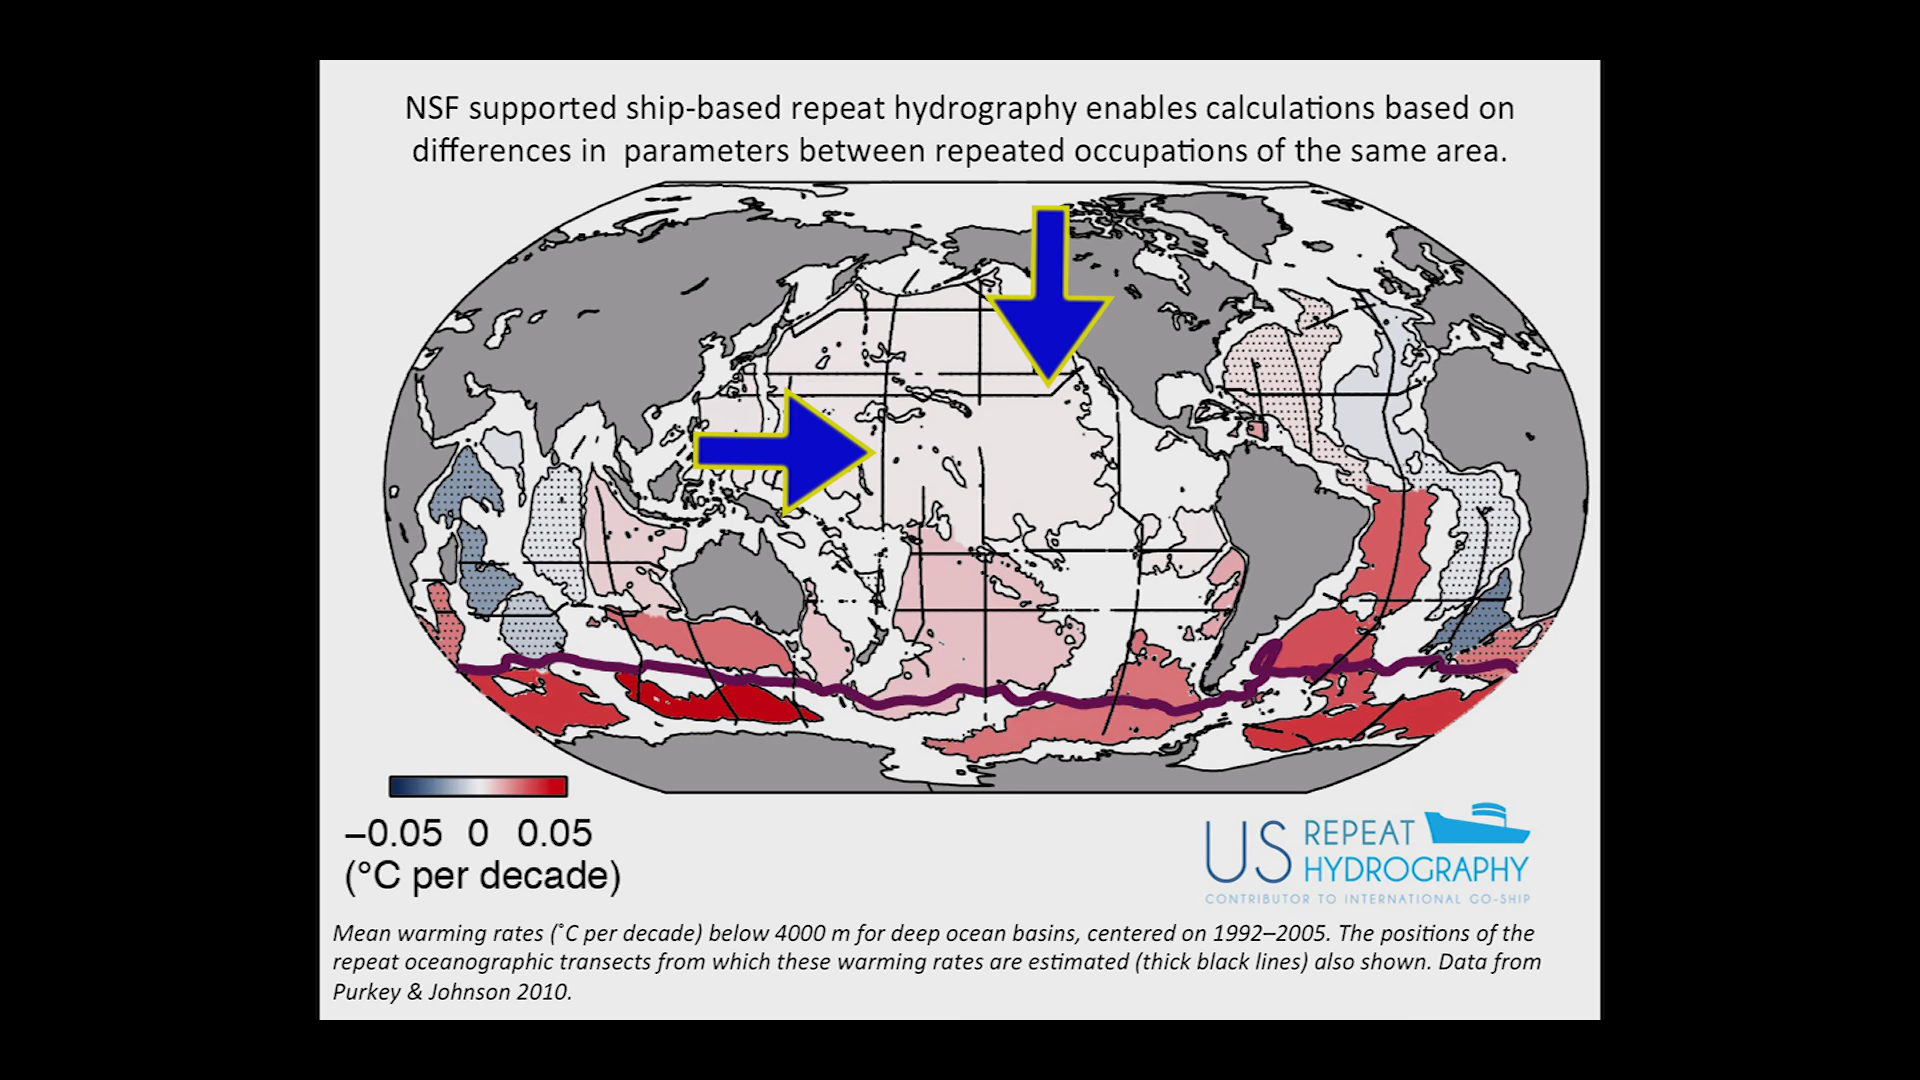 NSF supported ship-based repeat hydrography enables calculations based on
differences in  parameters between repeated occupations of the same area.
−0.05 0 0.05
(°C per decade)
US REPEAT HYDROGRAPHY
CONTRIBUTOR TO INTERNATIONAL GO-SHIP
Mean warming rates (˚C per decade) below 4000 m for deep ocean basins, centered on 1992–2005. The positions of the
repeat oceanographic transects from which these warming rates are estimated (thick black lines) also shown. Data from
Purkey & Johnson 2010.